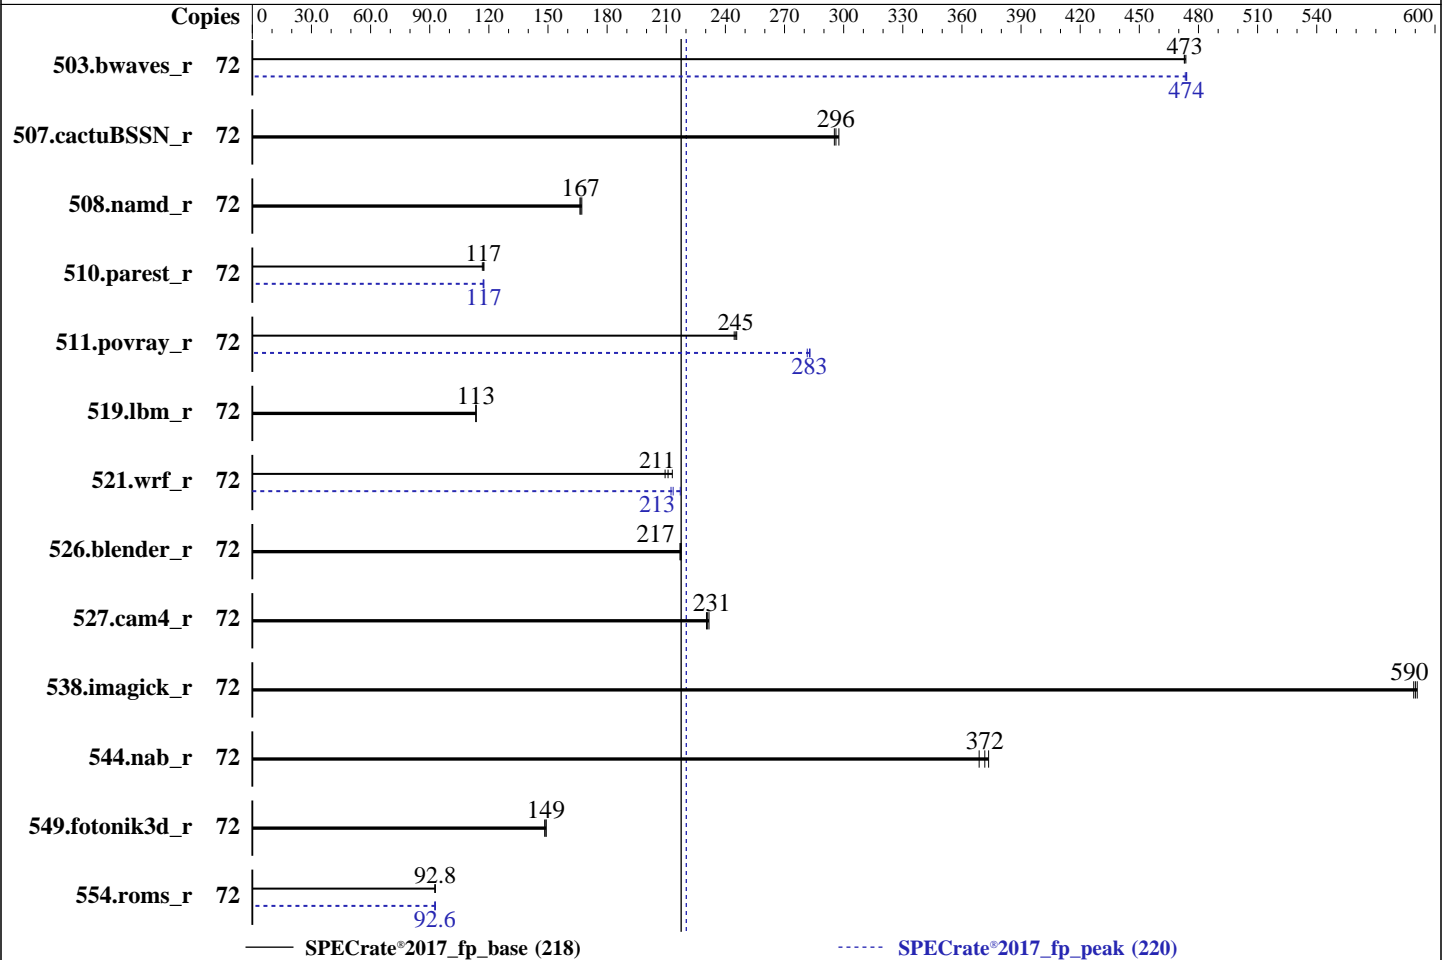 Copies 0 30.0 60.0 90.0 120 150 180 210 240 270 300 330 360 390 420 450 480 510 540 600
503.bwaves_r 72 473
474
507.cactuBSSN_r 72 296
508.namd_r 72 167
510.parest_r 72 117
117
511.povray_r 72 245
283
519.lbm_r 72 113
521.wrf_r 72 211
213
526.blender_r 72 217
527.cam4_r 72 231
538.imagick_r 72 590
544.nab_r 72 372
549.fotonik3d_r 72 149
554.roms_r 72 92.8
92.6
SPECrate®2017_fp_base (218) SPECrate®2017_fp_peak (220)